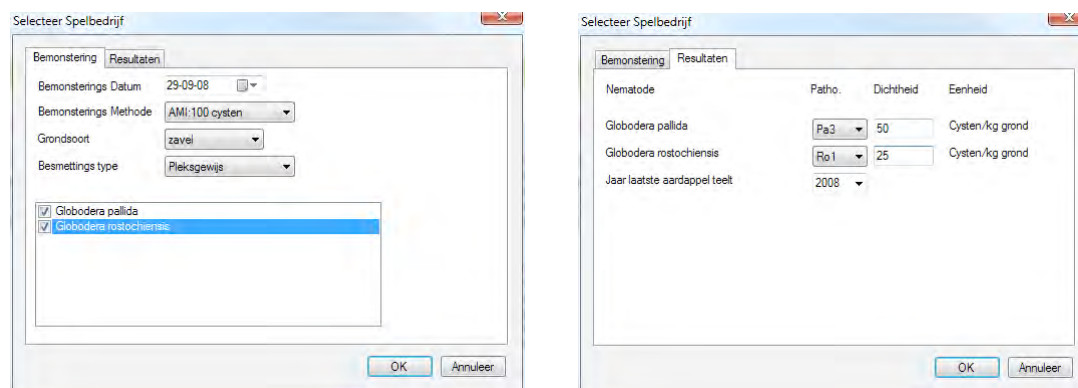 Selecteer Spelbedrijf
Bemonstering Resultaten
Bemonsterings Datum 29-09-08
Bemonsterings Methode AMI:100 cysten
Grondsoort zavel
Besmettings type Pleksgewijs
Globodera pallida
Globodera rostochiensis
OK Annuleer
Selecteer Spelbedrijf
Bemonstering Resultaten
Nematode Patho. Dichtheid Eenheid
Globodera pallida Pa3 50 Cysten/kg grond
Globodera rostochiensis Ro1 25 Cysten/kg grond
Jaar laatste aardappel teelt 2008
OK Annuleer